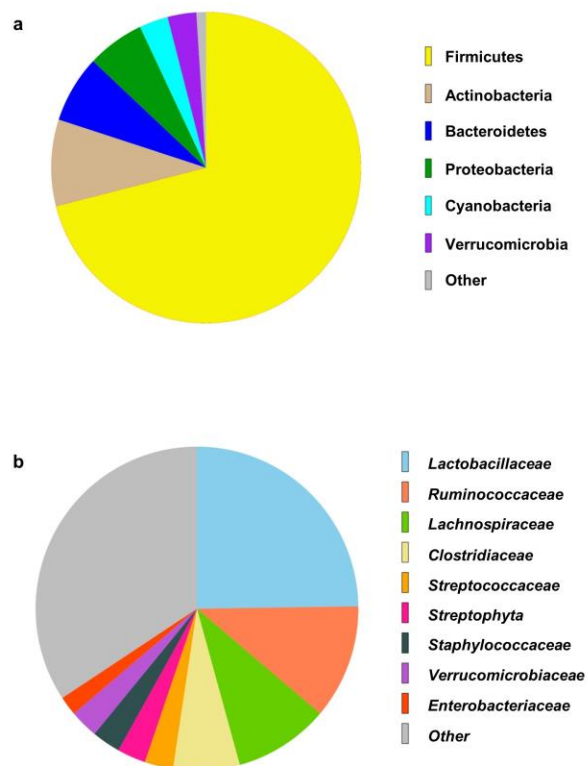 a
Firmicutes
Actinobacteria
Bacteroidetes
Proteobacteria
Cyanobacteria
Verrucomicrobia
Other
b
Lactobacillaceae
Ruminococcaceae
Lachnospiraceae
Clostridiaceae
Streptococcaceae
Streptophyta
Staphylococcaceae
Verrucomicrobiaceae
Enterobacteriaceae
Other